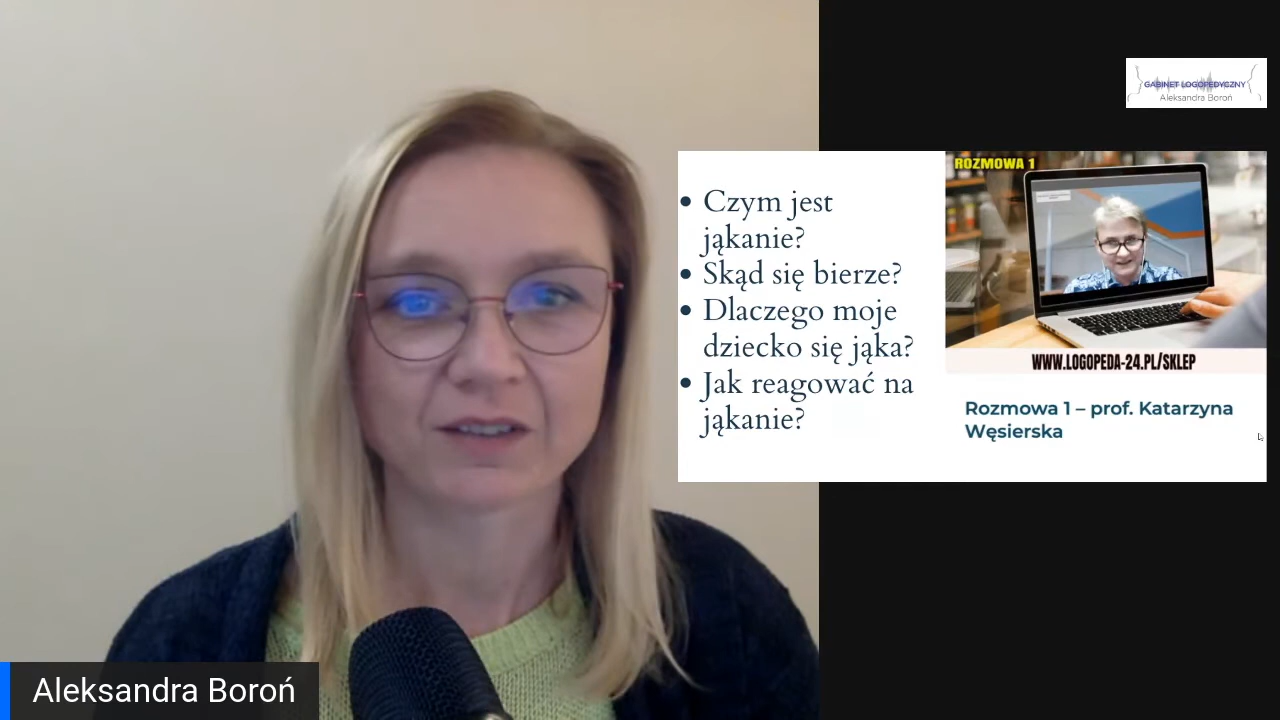 GABINET LOGOPEDYCZNY
Aleksandra Boroń
• Czym jest
jąkanie?
• Skąd się bierze?
• Dlaczego moje
dziecko się jąka?
• Jak reagować na
jąkanie?
ROZMOWA 1
WWW.LOGOPEDA-24.PL/SKLEP
Rozmowa 1 – prof. Katarzyna
Węsierska
Aleksandra Boroń